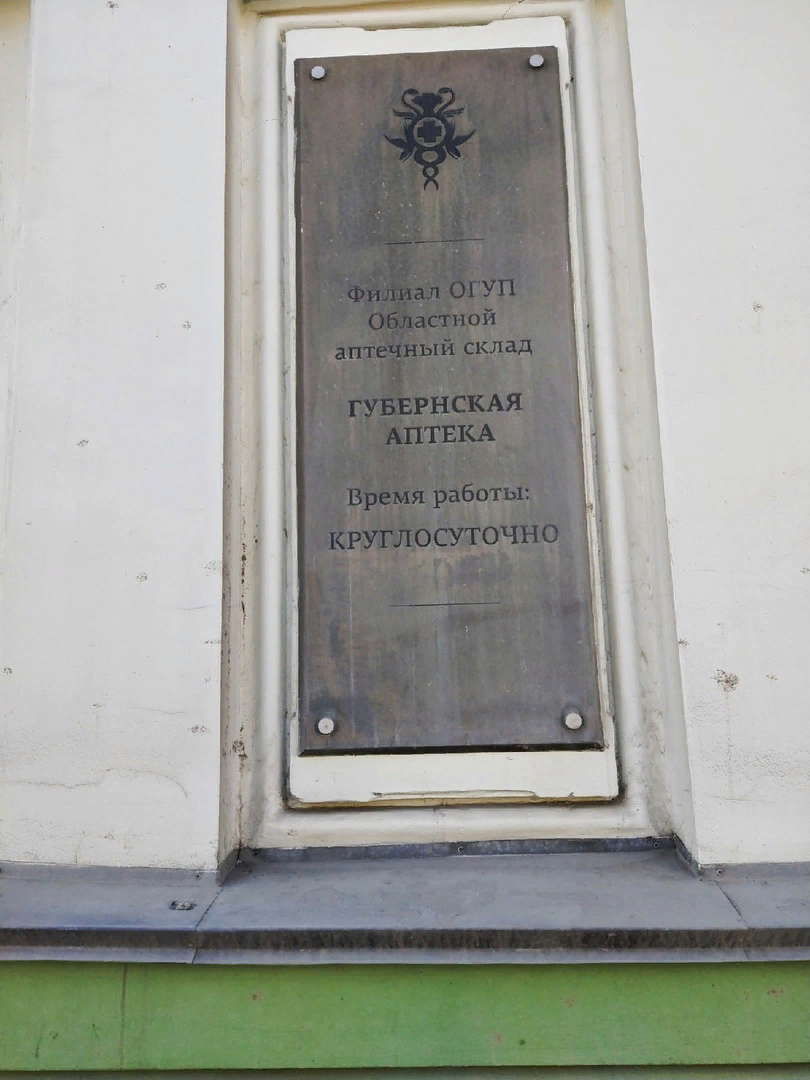 Филиал ОГУП
Областной
аптечный склад
ГУБЕРНСКАЯ
АПТЕКА
Время работы:
КРУГЛОСУТОЧНО